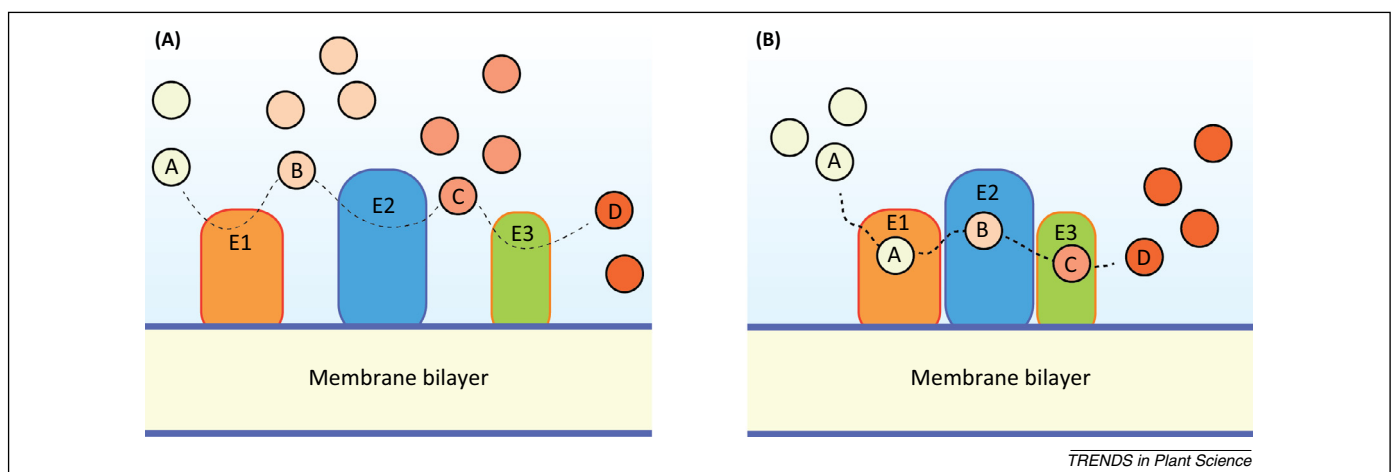 (A)
A
B
C
D
E1
E2
E3
Membrane bilayer
(B)
A
E1
A
E2
B
E3
C
D
Membrane bilayer
TRENDS in Plant Science